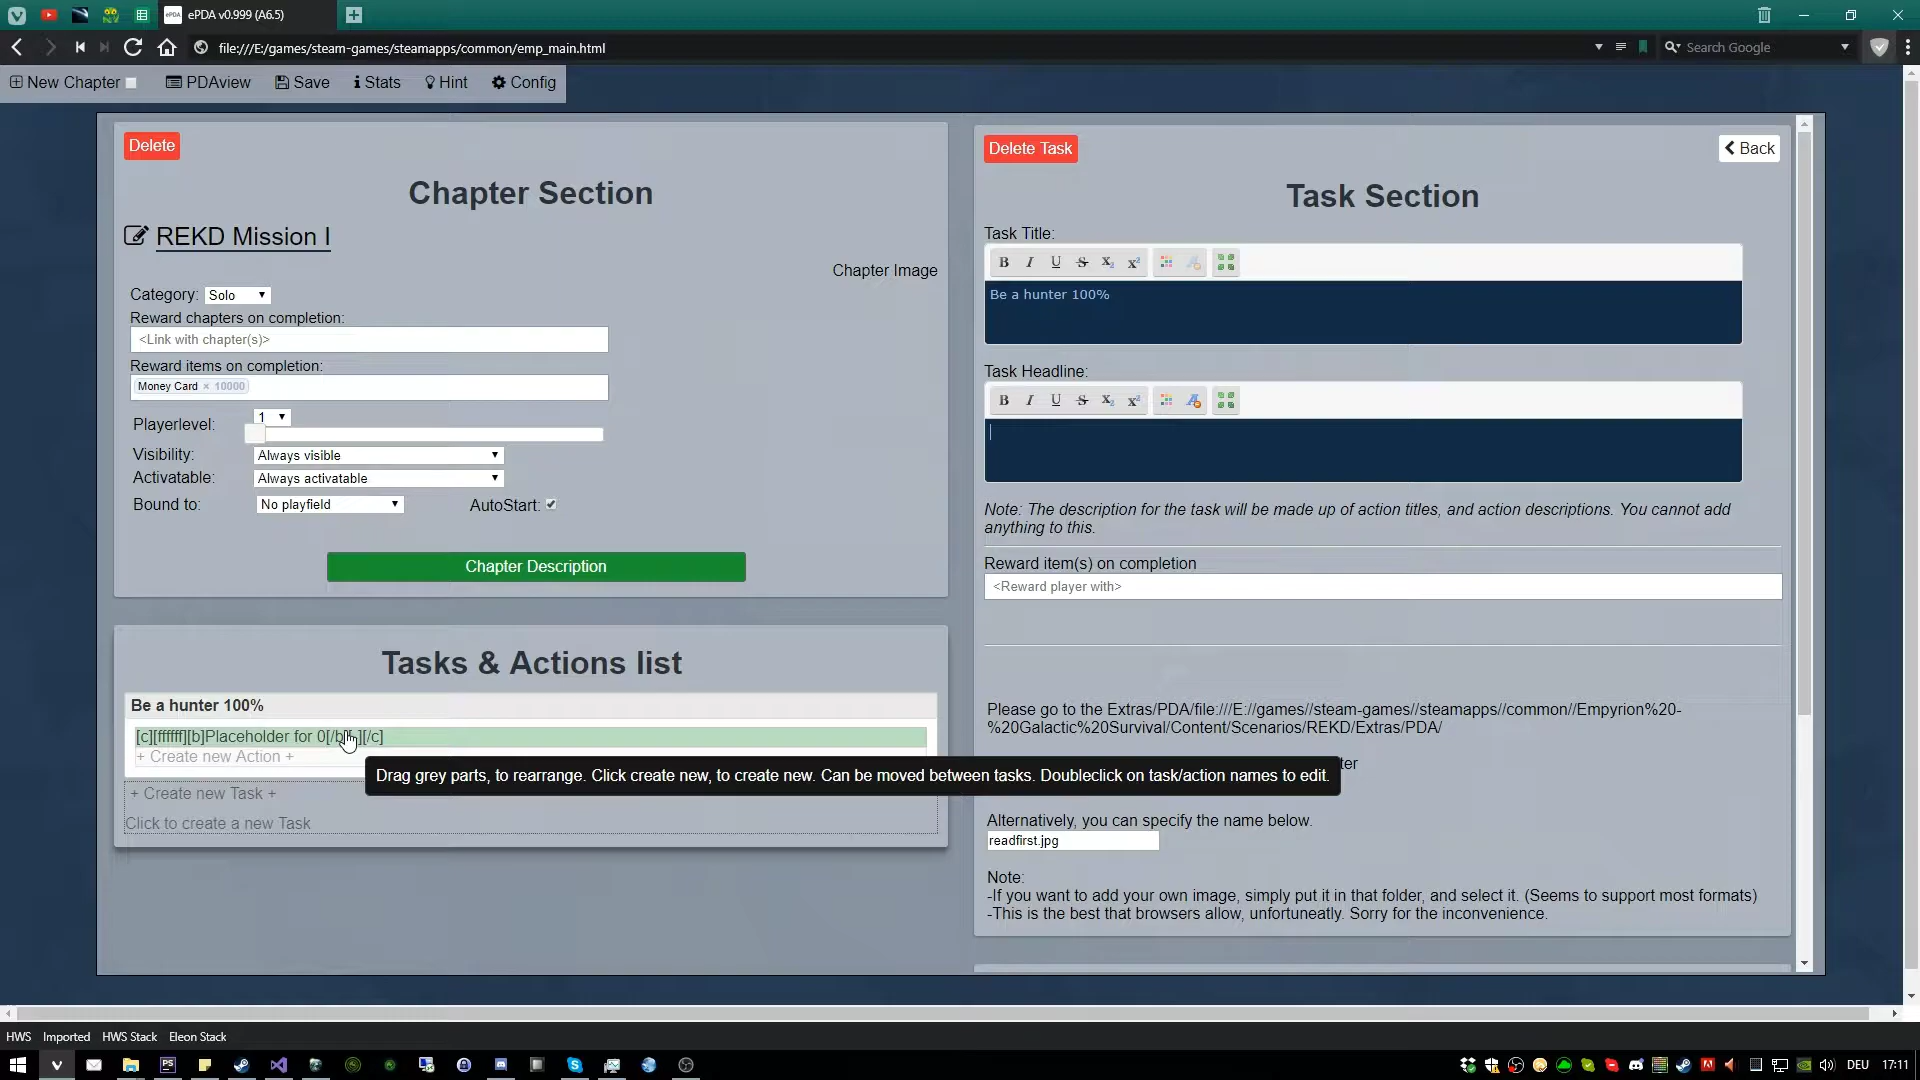 ePDA v0.999 (A6.5)
file:///E:/games/steam-games/steamapps/common/emp_main.html
Search Google
New Chapter
PDAview
Save
Stats
Hint
Config
Delete
Chapter Section
REKD Mission I
Chapter Image
Category: Solo
Reward chapters on completion:
<Link with chapter(s)>
Reward items on completion:
Money Card × 10000
Playerlevel: 1
Visibility: Always visible
Activatable: Always activatable
Bound to: No playfield
AutoStart:
Chapter Description
Tasks & Actions list
Be a hunter 100%
[c][ffffff][b]Placeholder for 0[/b][-][/c]
+ Create new Action +
+ Create new Task +
Click to create a new Task
Drag grey parts, to rearrange. Click create new, to create new. Can be moved between tasks. Doubleclick on task/action names to edit.
Delete Task
Back
Task Section
Task Title:
B I U S X₂ X²
Be a hunter 100%
Task Headline:
B I U S X₂ X²
Note: The description for the task will be made up of action titles, and action descriptions. You cannot add
anything to this.
Reward item(s) on completion
<Reward player with>
Please go to the Extras/PDA/file:///E://games//steam-games//steamapps//common//Empyrion%20-
%20Galactic%20Survival/Content/Scenarios/REKD/Extras/PDA/
ter
Alternatively, you can specify the name below.
readfirst.jpg
Note:
-If you want to add your own image, simply put it in that folder, and select it. (Seems to support most formats)
-This is the best that browsers allow, unfortuneatly. Sorry for the inconvenience.
HWS
Imported
HWS Stack
Eleon Stack
DEU
17:11